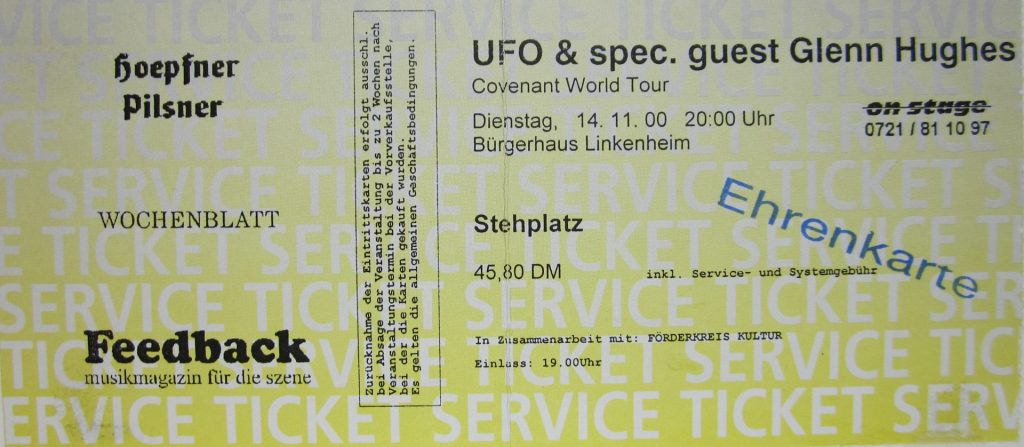 hoepfner
Pilsner
WOCHENBLATT
Feedback
musikmagazin für die szene
Zurücknahme der Eintrittskarten erfolgt ausschl.
bei Absage der Veranstaltung bis zu 2 Wochen nach
Veranstaltungstermin bei der Vorverkaufsstelle,
bei der die Karten gekauft wurden.
Es gelten die allgemeinen Geschäftsbedingungen.
UFO & spec. guest Glenn Hughes
Covenant World Tour
on stage
0721 / 81 10 97
Dienstag, 14. 11. 00 20:00 Uhr
Bürgerhaus Linkenheim
Ehrenkarte
Stehplatz
45,80 DM inkl. Service- und Systemgebühr
In Zusammenarbeit mit: FÖRDERKREIS KULTUR
Einlass: 19.00Uhr
VICE TICKET SERVICE TICKET SERVICE
TICKET SERVICE TICKET SERV